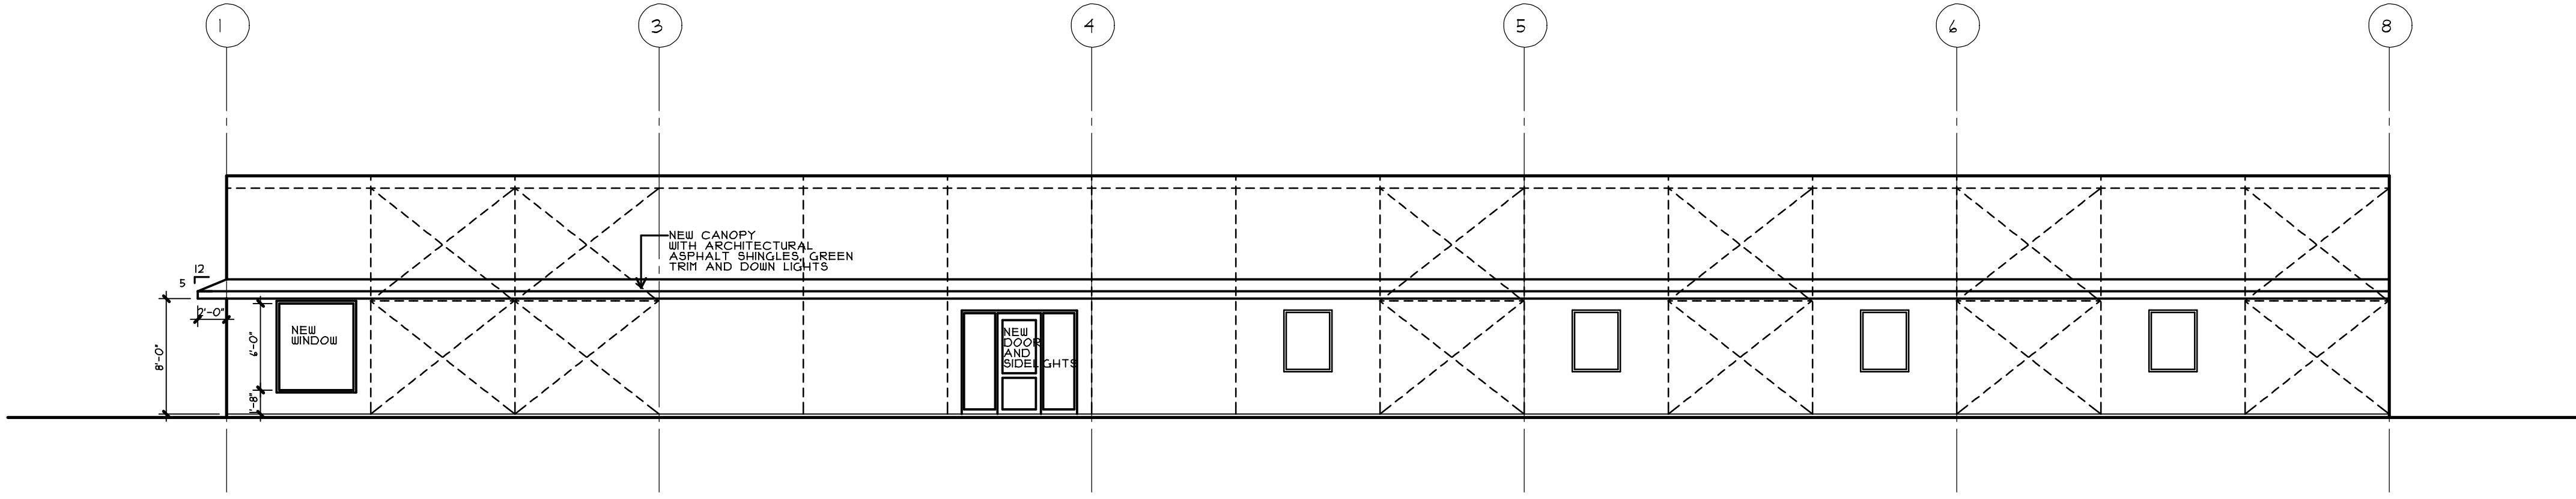 1
3
4
5
6
8
NEW CANOPY
WITH ARCHITECTURAL
ASPHALT SHINGLES, GREEN
TRIM AND DOWN LIGHTS
12
5
2'-0"
8'-0"
6'-0"
1'-8"
NEW
WINDOW
NEW
DOOR
AND
SIDELIGHTS